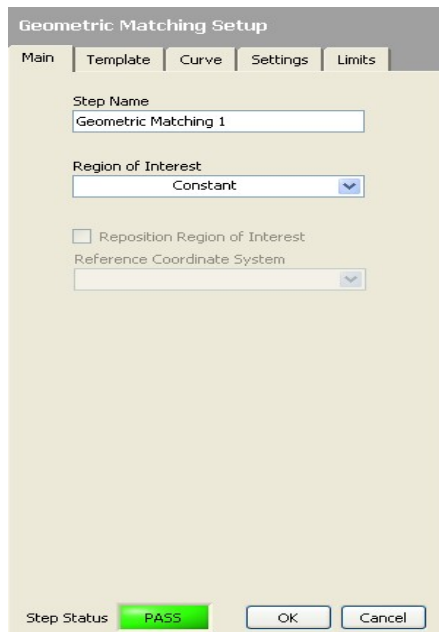 Geometric Matching Setup
Main Template Curve Settings Limits
Step Name
Geometric Matching 1
Region of Interest
Constant
Reposition Region of Interest
Reference Coordinate System
Step Status PASS OK Cancel